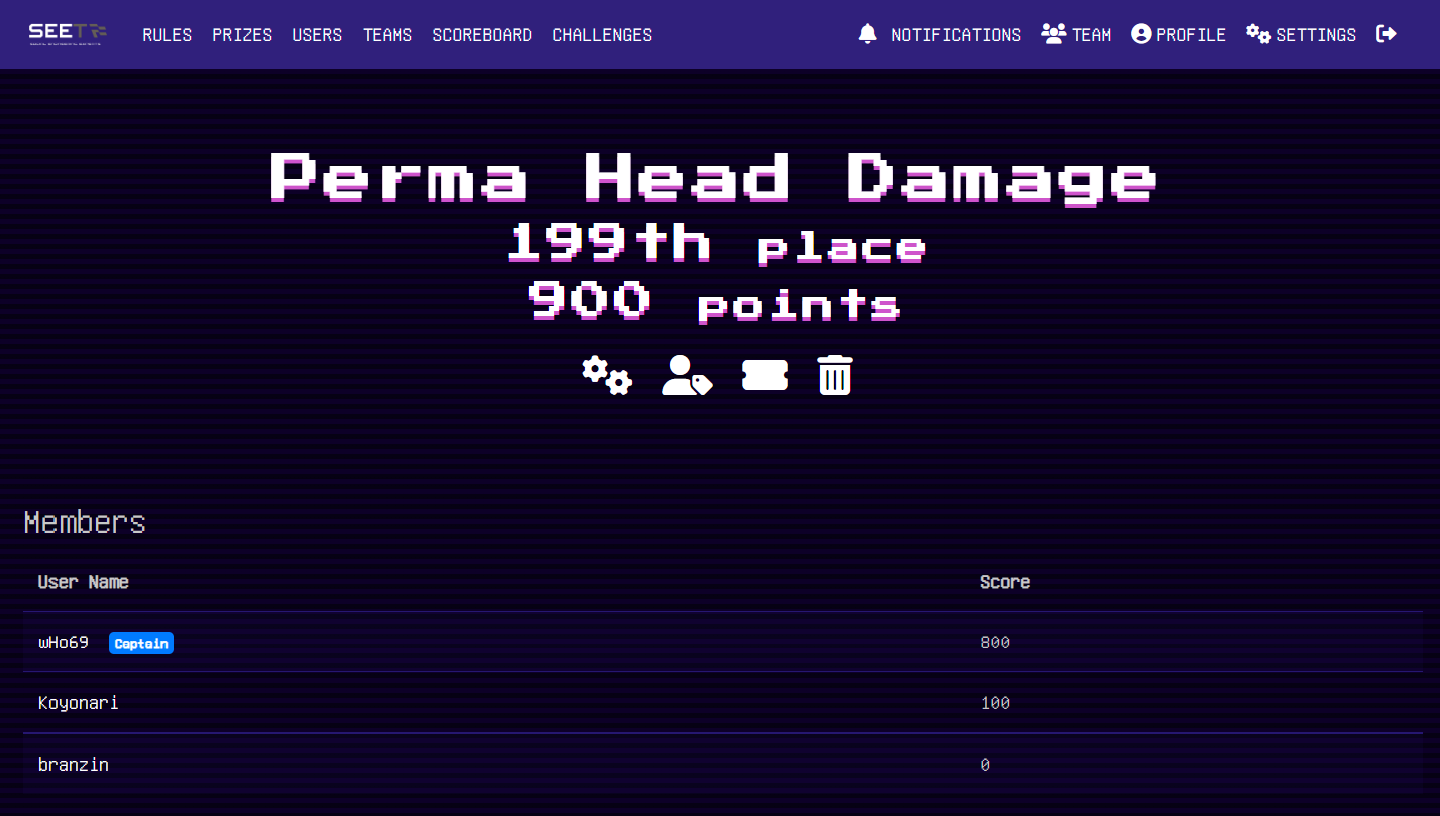 SEETRF
RULES PRIZES USERS TEAMS SCOREBOARD CHALLENGES NOTIFICATIONS TEAM PROFILE SETTINGS
Perma Head Damage
199th place
900 points
Members
User Name Score
wHo69 Captain 800
Koyonari 100
branzin 0